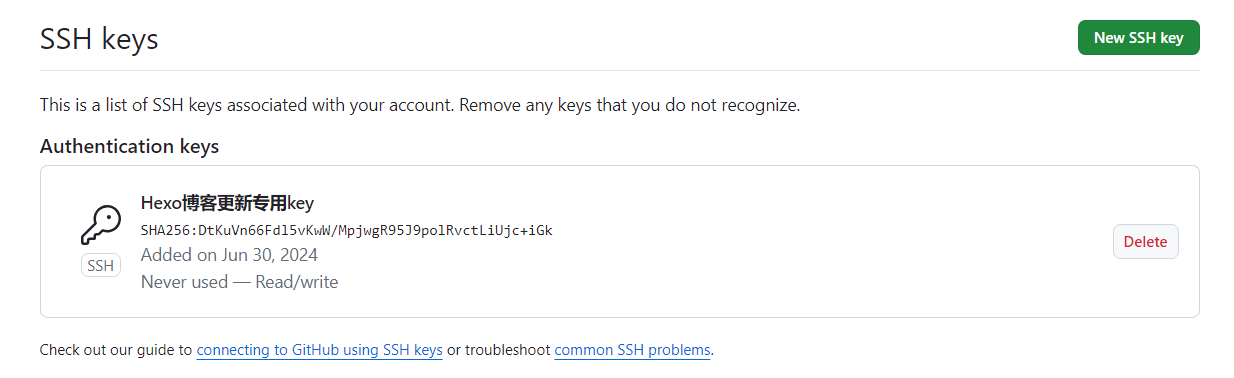 SSH keys
New SSH key
This is a list of SSH keys associated with your account. Remove any keys that you do not recognize.
Authentication keys
Hexo博客更新专用key
SHA256:DtKuVn66Fdl5vKwW/MpjwgR95J9polRvctLiUjc+iGk
Added on Jun 30, 2024
Never used — Read/write
SSH
Delete
Check out our guide to connecting to GitHub using SSH keys or troubleshoot common SSH problems.